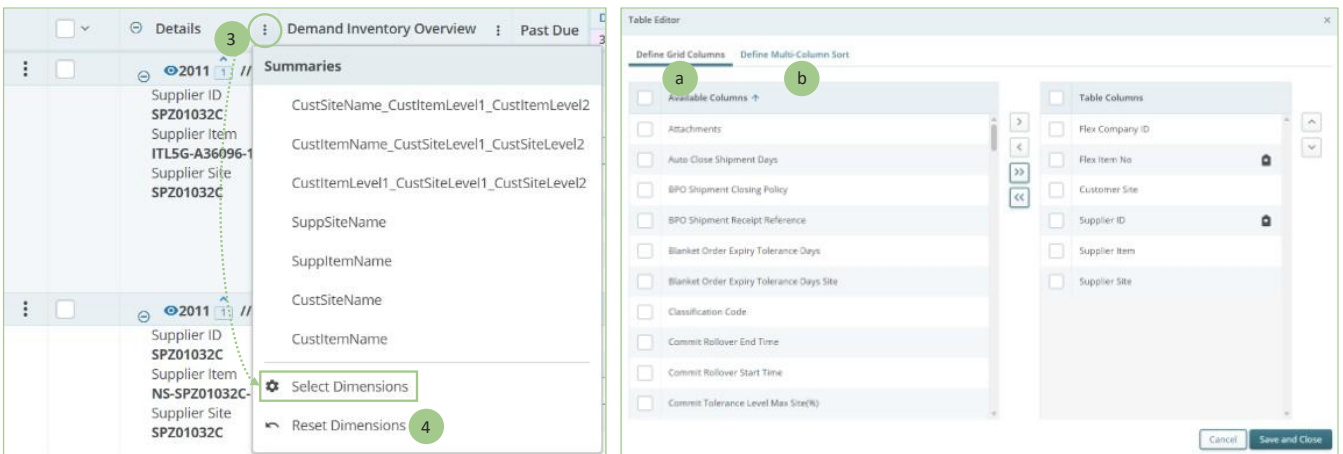 Details
Demand Inventory Overview
Past Due
D
3
3
2011 1 //
Supplier ID
SPZ01032C
Supplier Item
ITL5G-A36096-1
Supplier Site
SPZ01032C
2011 1 //
Supplier ID
SPZ01032C
Supplier Item
NS-SPZ01032C-
Supplier Site
SPZ01032C
Summaries
CustSiteName_CustItemLevel1_CustItemLevel2
CustItemName_CustSiteLevel1_CustSiteLevel2
CustItemLevel1_CustSiteLevel1_CustSiteLevel2
SuppSiteName
SuppItemName
CustSiteName
CustItemName
Select Dimensions
Reset Dimensions
4
Table Editor
Define Grid Columns
Define Multi-Column Sort
a
b
Available Columns
Attachments
Auto Close Shipment Days
BPO Shipment Closing Policy
BPO Shipment Receipt Reference
Blanket Order Expiry Tolerance Days
Blanket Order Expiry Tolerance Days Site
Classification Code
Commit Rollover End Time
Commit Rollover Start Time
Commit Tolerance Level Max Site(%)
Table Columns
Flex Company ID
Flex Item No
Customer Site
Supplier ID
Supplier Item
Supplier Site
Cancel
Save and Close